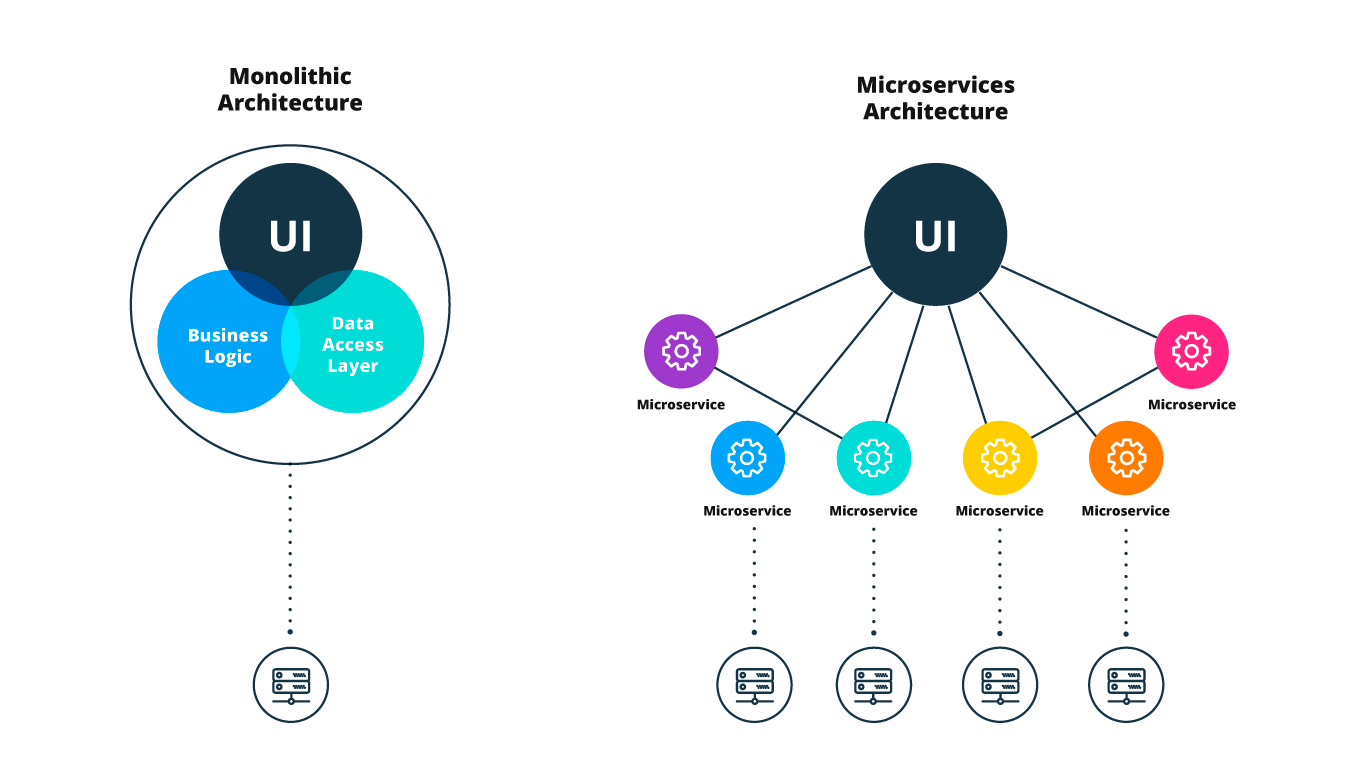 Monolithic
Architecture
UI
Business
Logic
Data
Access
Layer
Microservices
Architecture
UI
Microservice
Microservice
Microservice
Microservice
Microservice
Microservice